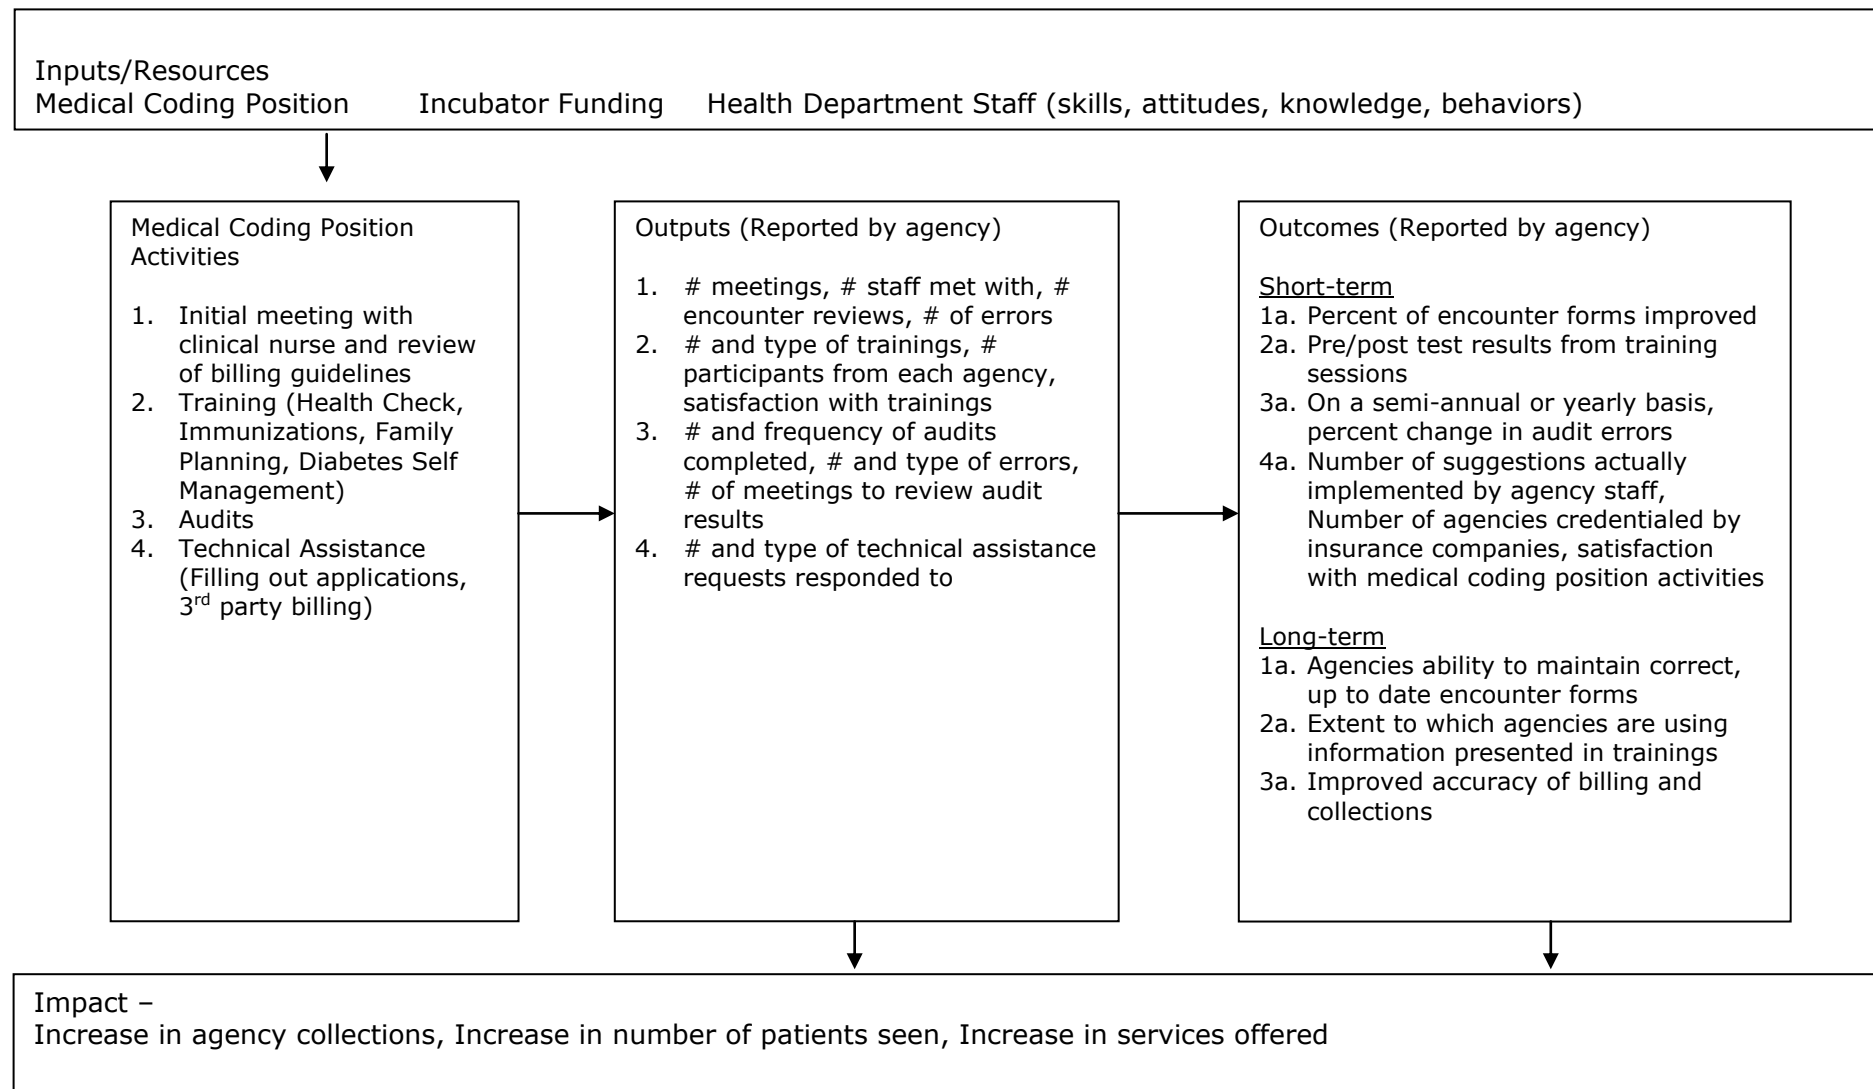 Inputs/Resources
Medical Coding Position Incubator Funding Health Department Staff (skills, attitudes, knowledge, behaviors)
Medical Coding Position
Activities
1. Initial meeting with
clinical nurse and review
of billing guidelines
2. Training (Health Check,
Immunizations, Family
Planning, Diabetes Self
Management)
3. Audits
4. Technical Assistance
(Filling out applications,
3rd party billing)
Outputs (Reported by agency)
1. # meetings, # staff met with, #
encounter reviews, # of errors
2. # and type of trainings, #
participants from each agency,
satisfaction with trainings
3. # and frequency of audits
completed, # and type of errors,
# of meetings to review audit
results
4. # and type of technical assistance
requests responded to
Outcomes (Reported by agency)
Short-term
1a. Percent of encounter forms improved
2a. Pre/post test results from training
sessions
3a. On a semi-annual or yearly basis,
percent change in audit errors
4a. Number of suggestions actually
implemented by agency staff,
Number of agencies credentialed by
insurance companies, satisfaction
with medical coding position activities
Long-term
1a. Agencies ability to maintain correct,
up to date encounter forms
2a. Extent to which agencies are using
information presented in trainings
3a. Improved accuracy of billing and
collections
Impact –
Increase in agency collections, Increase in number of patients seen, Increase in services offered